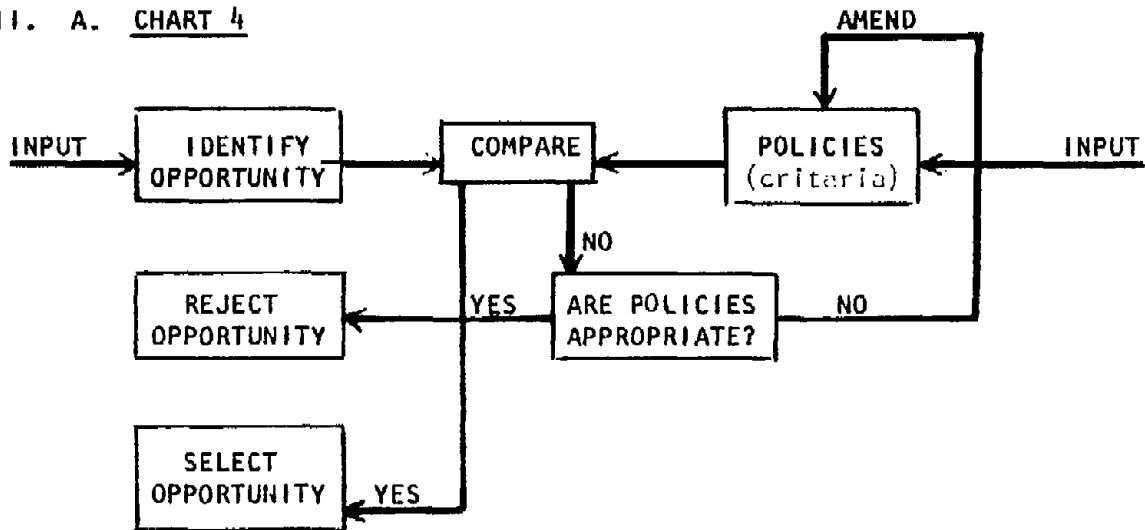 II. A. CHART 4
AMEND
INPUT
IDENTIFY
OPPORTUNITY
COMPARE
POLICIES
(criteria)
INPUT
NO
REJECT
OPPORTUNITY
YES
ARE POLICIES
APPROPRIATE?
NO
SELECT
OPPORTUNITY
YES